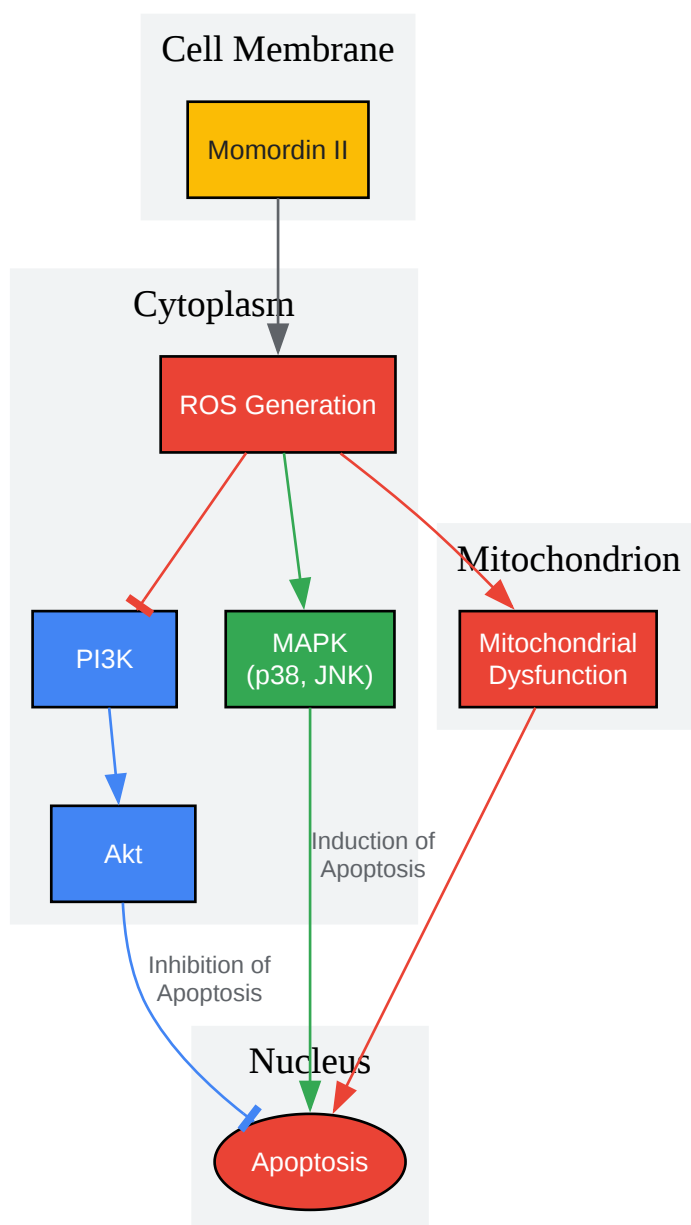 Cell Membrane
Momordin II
Cytoplasm
ROS Generation
Mitochondrion
PI3K
MAPK
(p38, JNK)
Mitochondrial
Dysfunction
Akt
Induction of
Apoptosis
Inhibition of
Apoptosis
Nucleus
Apoptosis